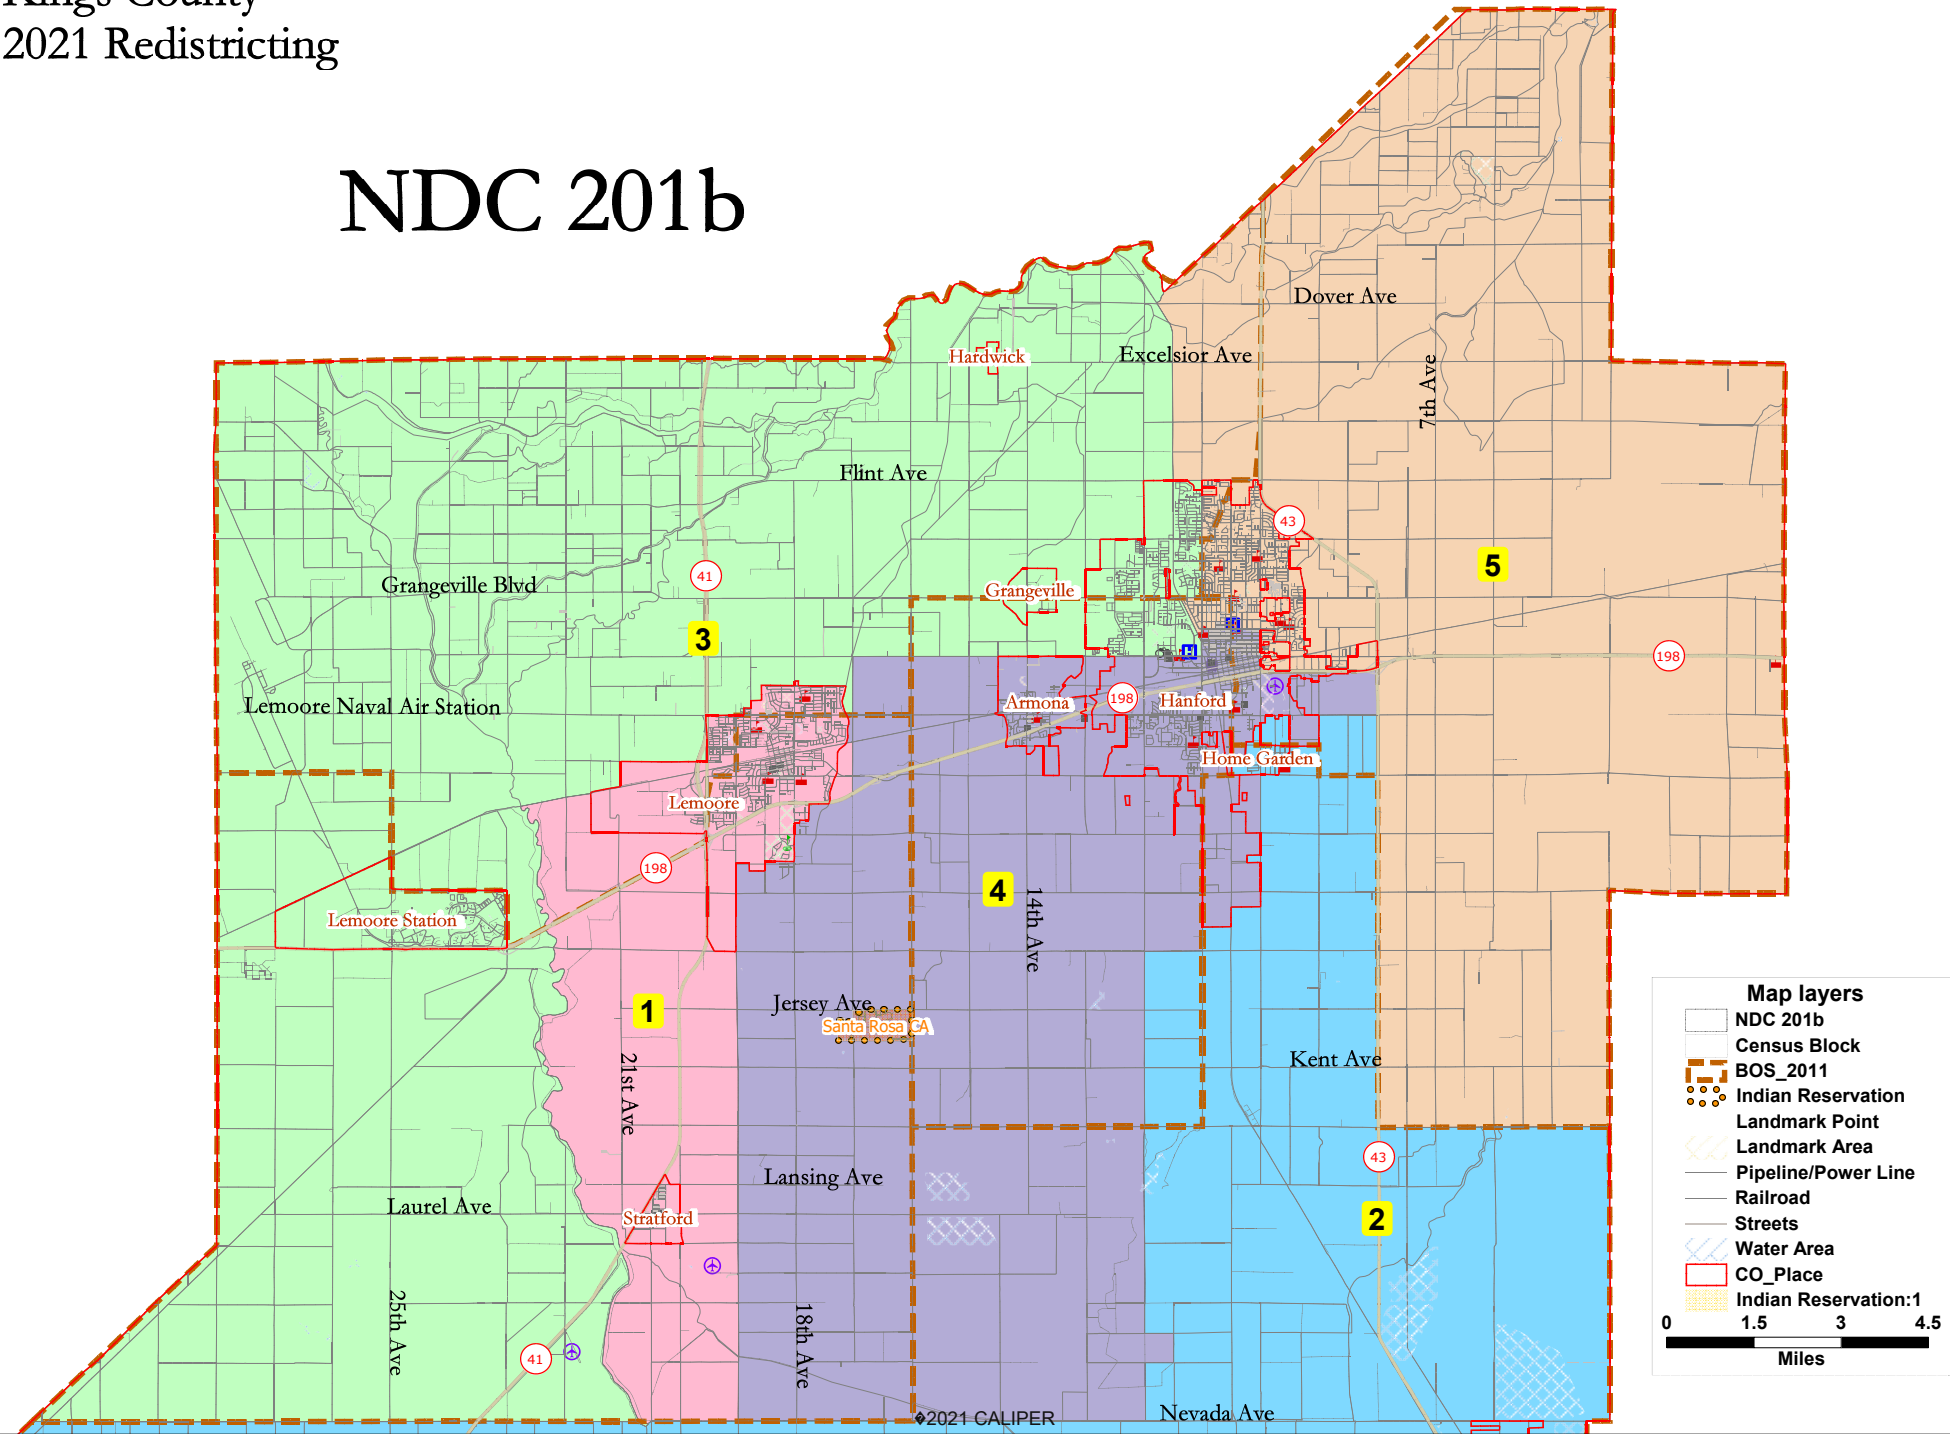 Kings County
2021 Redistricting
NDC 201b
Dover Ave
Hardwick
Excelsior Ave
7th Ave
Flint Ave
43
5
41
Grangeville Blvd
Grangeville
3
198
Lemoore Naval Air Station
Armona
198
Hanford
Home Garden
Lemoore
198
4
14th Ave
Lemoore Station
Jersey Ave
1
Santa Rosa CA
21st Ave
Kent Ave
43
Lansing Ave
Laurel Ave
Stratford
2
25th Ave
18th Ave
41
Nevada Ave
�2021 CALIPER
Map layers
NDC 201b
Census Block
BOS_2011
Indian Reservation
Landmark Point
Landmark Area
Pipeline/Power Line
Railroad
Streets
Water Area
CO_Place
Indian Reservation:1
0 1.5 3 4.5
Miles